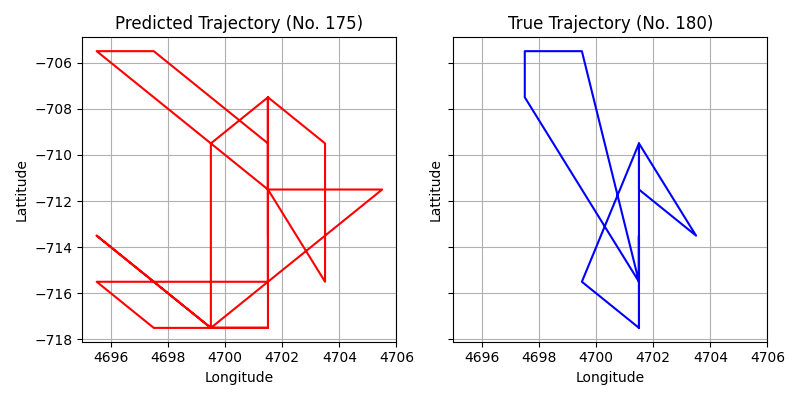 Predicted Trajectory (No. 175)
True Trajectory (No. 180)
−706
−708
−710
−712
−714
−716
−718
Lattitude
Lattitude
4696 4698 4700 4702 4704 4706
4696 4698 4700 4702 4704 4706
Longitude
Longitude